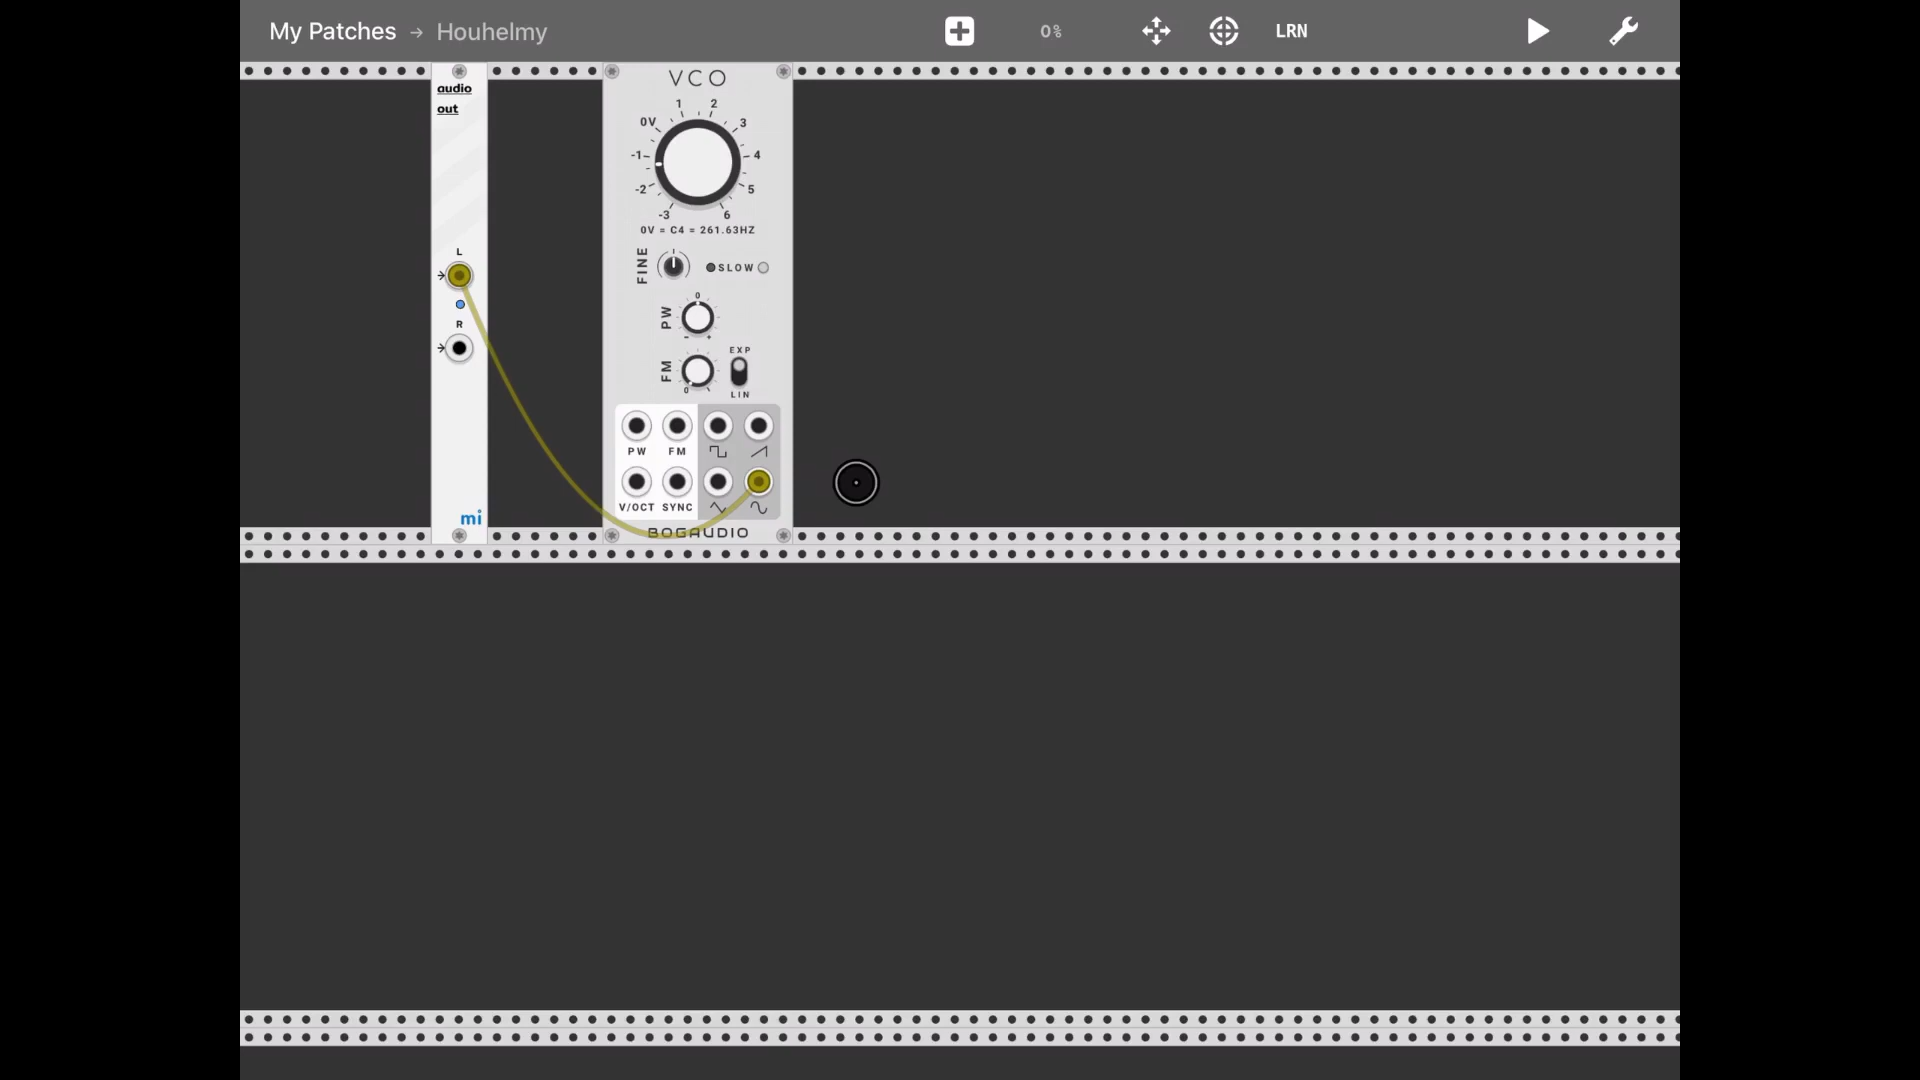 My Patches → Houhelmy
0%
LRN
audio
out
L
R
mi
VCO
1 2
0V 3
-1 4
-2 5
-3 6
0V = C4 = 261.63HZ
FINE
SLOW
0
PW
- +
EXP
FM
0
LIN
PW FM
V/OCT SYNC
BOGAUDIO